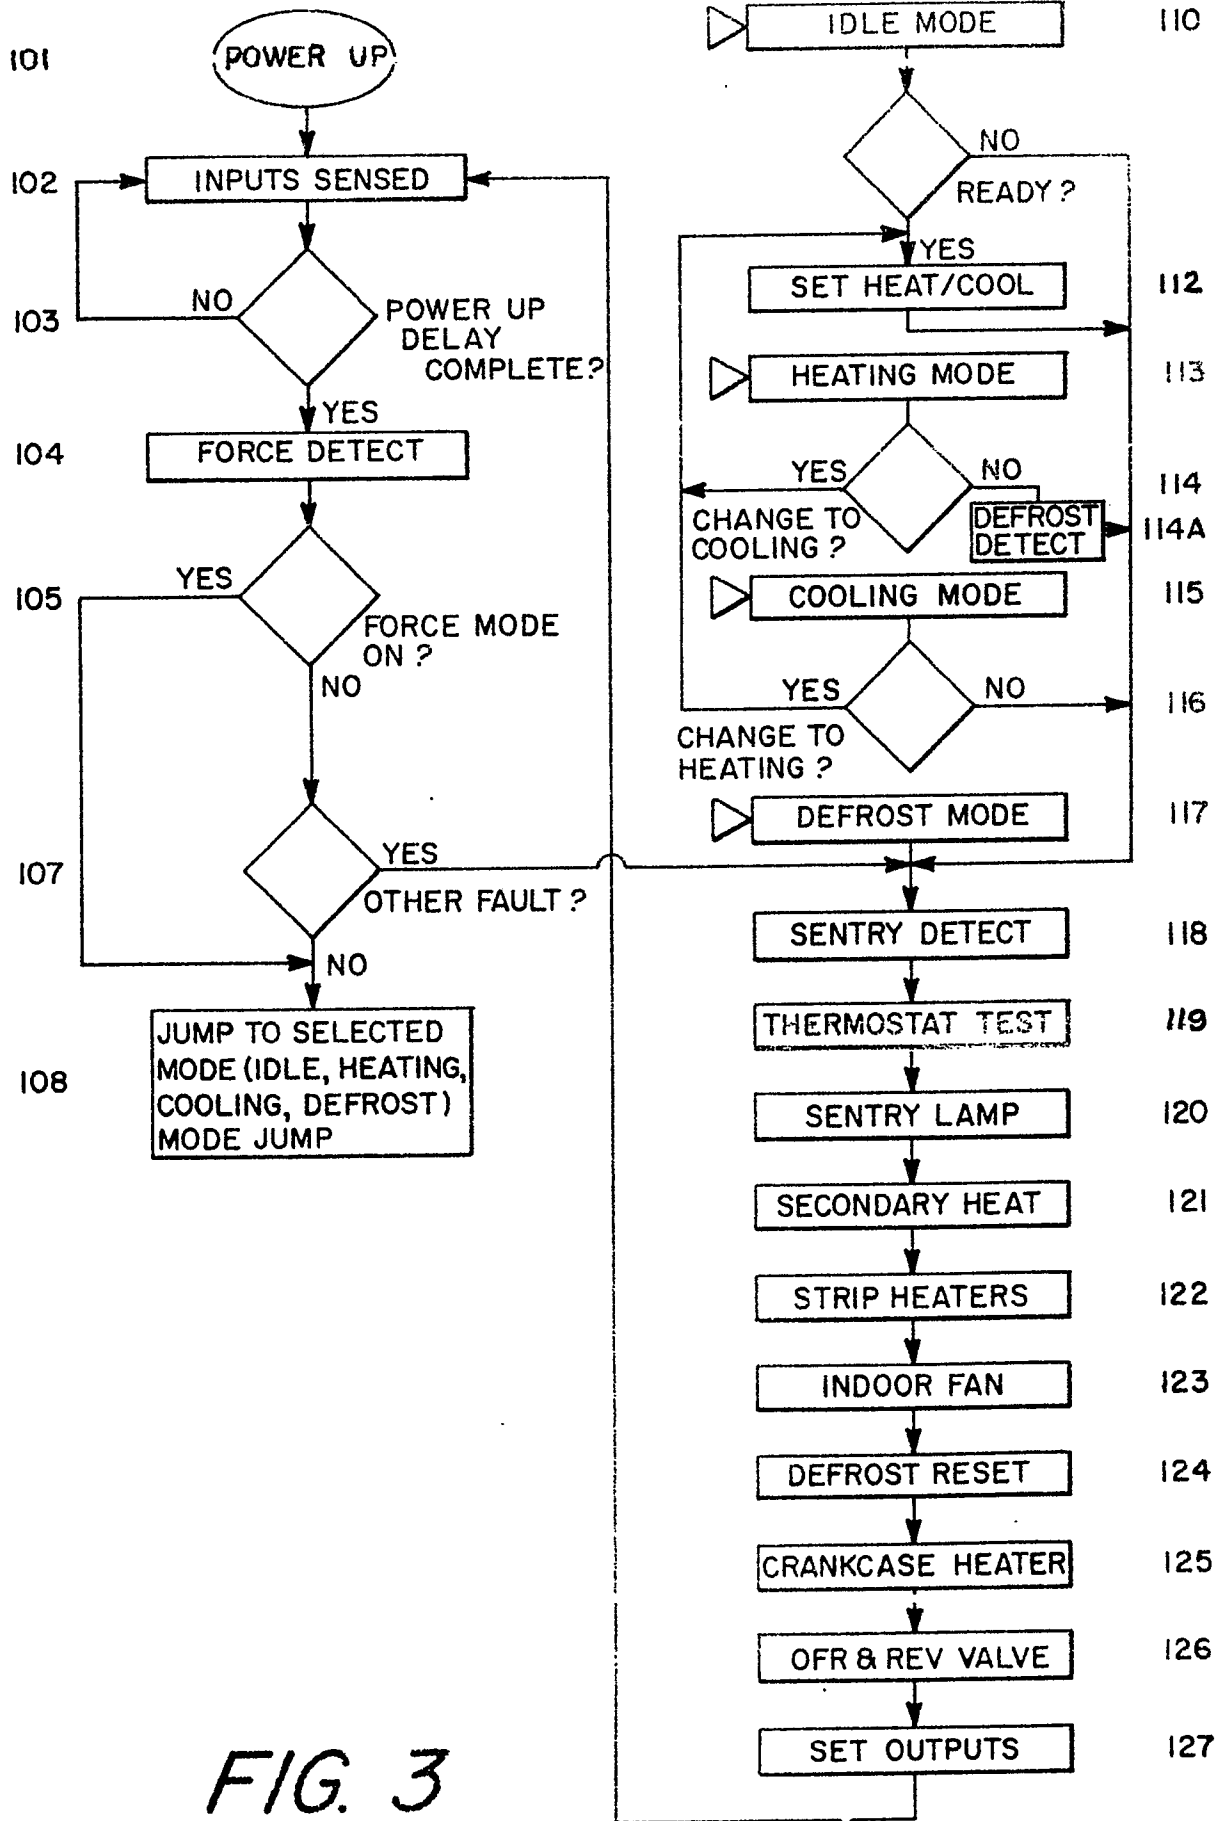 101
POWER UP
102
INPUTS SENSED
NO
103
POWER UP
DELAY
COMPLETE?
YES
104
FORCE DETECT
YES
105
FORCE MODE
ON ?
NO
107
YES
OTHER FAULT ?
NO
108
JUMP TO SELECTED
MODE (IDLE, HEATING,
COOLING, DEFROST)
MODE JUMP
IDLE MODE
110
NO
READY ?
YES
SET HEAT/COOL
112
HEATING MODE
113
YES
NO
114
CHANGE TO
COOLING ?
DEFROST
DETECT
114A
COOLING MODE
115
YES
NO
116
CHANGE TO
HEATING ?
DEFROST MODE
117
SENTRY DETECT
118
THERMOSTAT TEST
119
SENTRY LAMP
120
SECONDARY HEAT
121
STRIP HEATERS
122
INDOOR FAN
123
DEFROST RESET
124
CRANKCASE HEATER
125
OFR & REV VALVE
126
SET OUTPUTS
127
FIG. 3